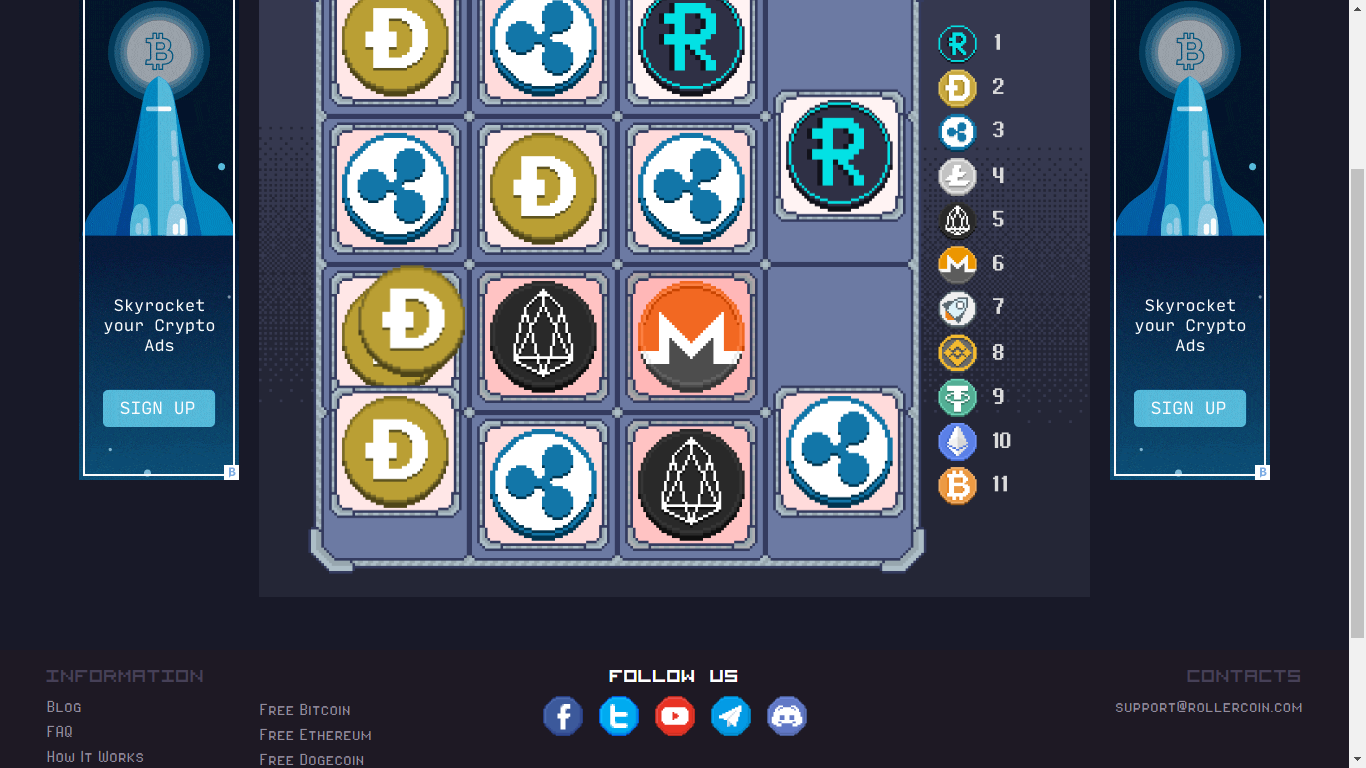 1
2
3
4
5
6
7
8
9
10
11
Skyrocket
your Crypto
Ads
SIGN UP
B
Skyrocket
your Crypto
Ads
SIGN UP
B
INFORMATION
Blog
FAQ
How It Works
Free Bitcoin
Free Ethereum
Free Dogecoin
FOLLOW US
CONTACTS
support@rollercoin.com